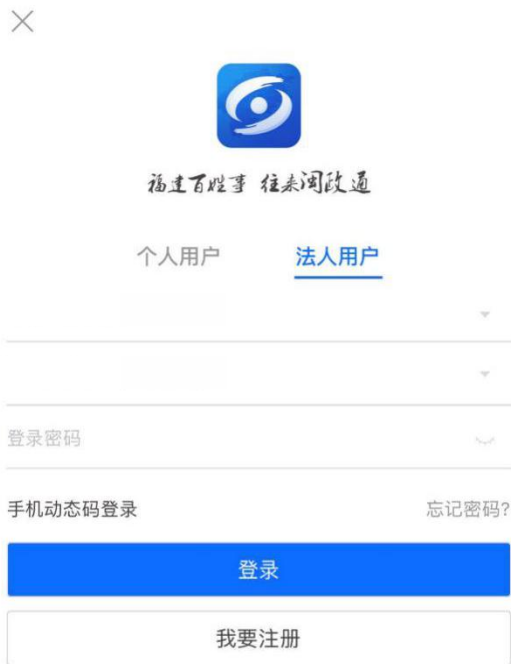 福建百姓事 往来闽政通
个人用户 法人用户
登录密码
手机动态码登录 忘记密码?
登录
我要注册